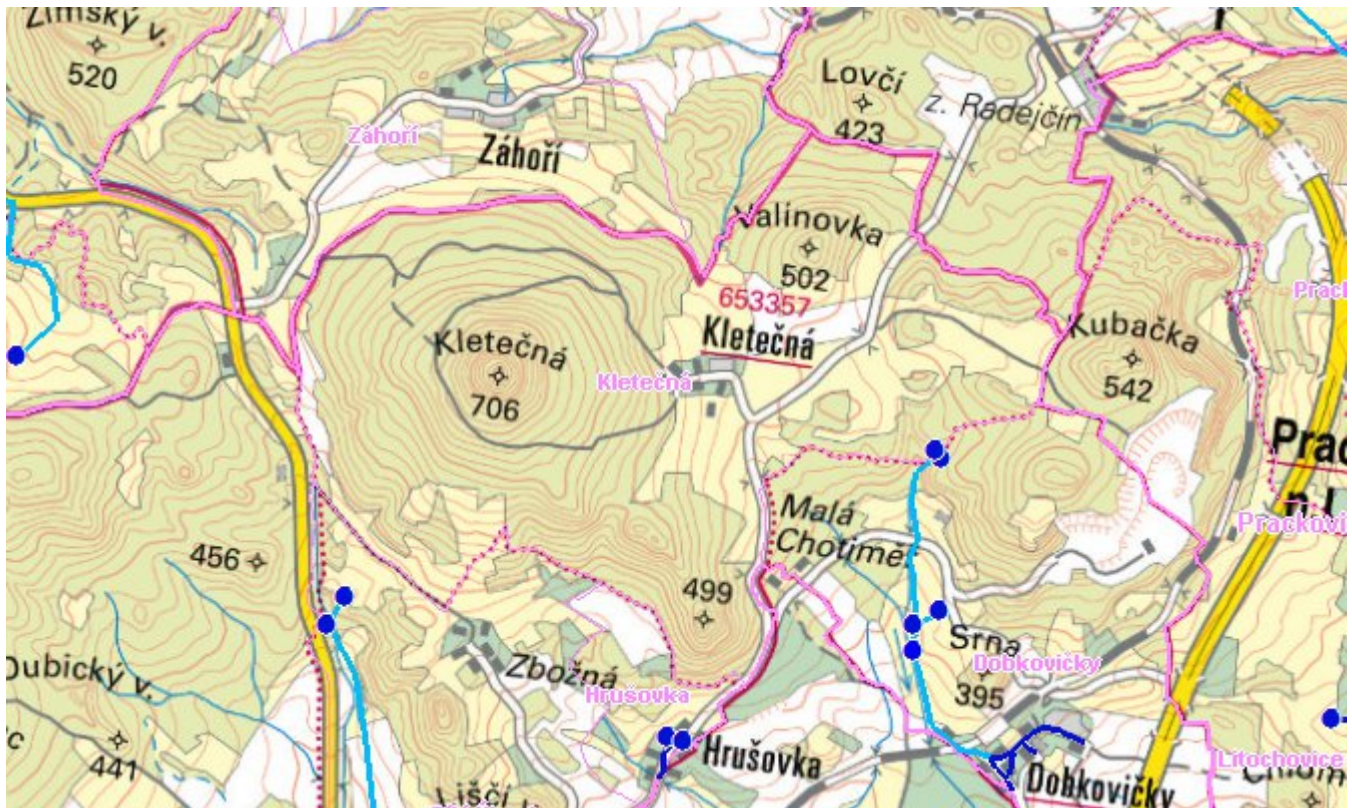 Zimský v.
520
Záhoří
Záhoří
Lovčí
423
z. Radejčín
Valinovka
502
653357
Kletečná
Kletečná
Kletečná
706
Kubačka
542
Prac
Prackoví
n.L
Malá
Chotiměř
456
499
Srna
395
Dobkovičky
Zbožná
Hrušovka
Hrušovka
Dubický v.
441
Dobkovičky
Litochovice